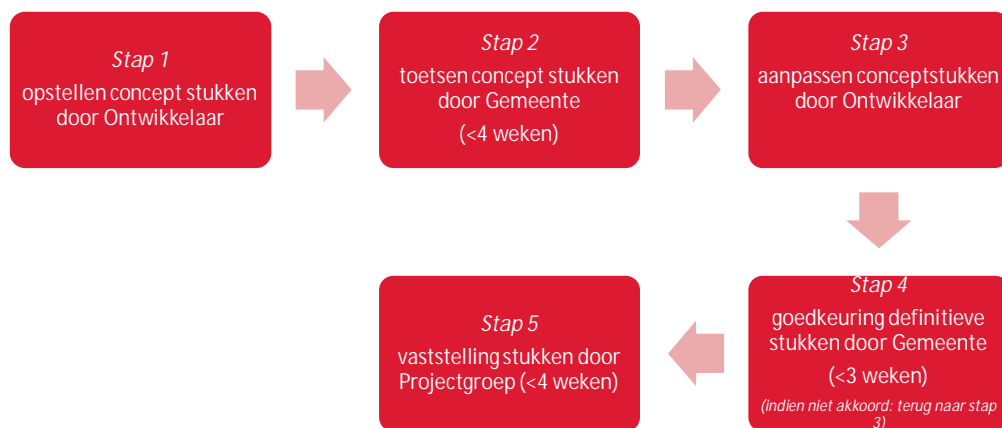 Stap 1
opstellen concept stukken
door Ontwikkelaar
Stap 2
toetsen concept stukken
door Gemeente
(<4 weken)
Stap 3
aanpassen conceptstukken
door Ontwikkelaar
Stap 4
goedkeuring definitieve
stukken door Gemeente
(<3 weken)
(indien niet akkoord: terug naar stap
3)
Stap 5
vaststelling stukken door
Projectgroep (<4 weken)